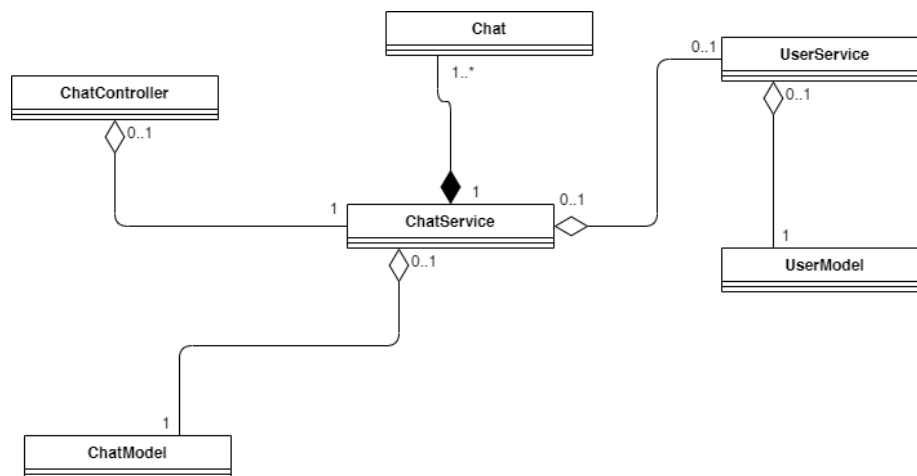 Chat
1..*
0..1
UserService
0..1
ChatController
0..1
1
1
0..1
ChatService
0..1
1
UserModel
1
ChatModel